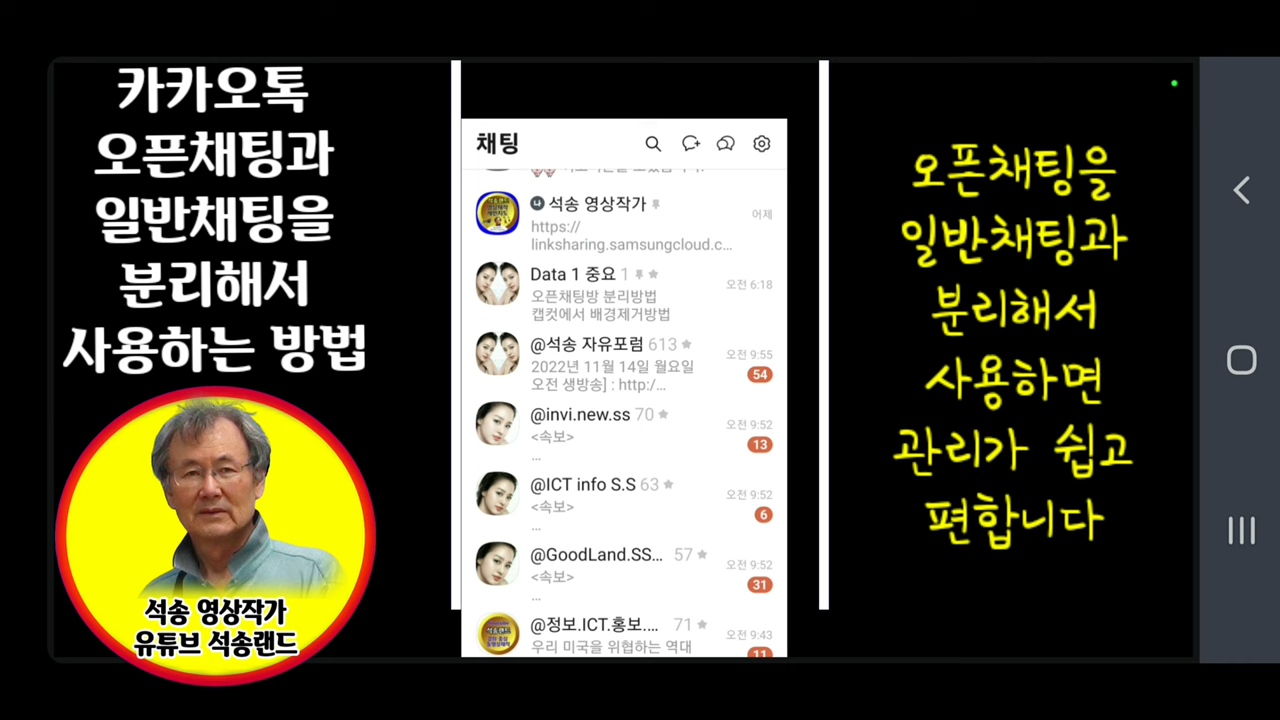 카카오톡
오픈채팅과
일반채팅을
분리해서
사용하는 방법
석송 영상작가
유튜브 석송랜드
채팅
나 석송 영상작가
어제
https://
linksharing.samsungcloud.c...
Data 1 중요 1
오전 6:18
오픈채팅방 분리방법
캡컷에서 배경제거방법
@석송 자유포럼 613
오전 9:55
2022년 11월 14일 월요일
오전 생방송] : http:/...
54
@invi.new.ss 70
오전 9:52
<속보>
13
...
@ICT info S.S 63
오전 9:52
<속보>
6
...
@GoodLand.SS... 57
오전 9:52
<속보>
31
...
@정보.ICT.홍보.... 71
오전 9:43
우리 미국을 위협하는 역대
11
오픈채팅을
일반채팅과
분리해서
사용하면
관리가 쉽고
편합니다